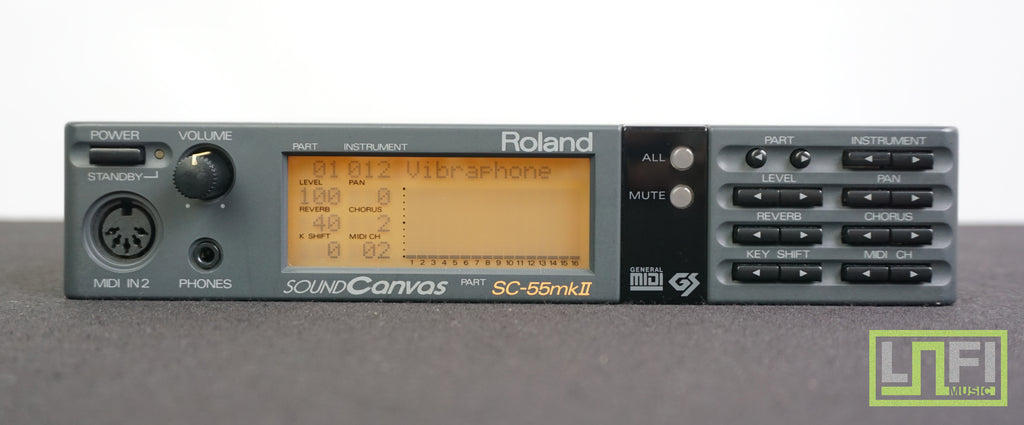 POWER
VOLUME
STANDBY
MIDI IN 2
PHONES
PART INSTRUMENT
Roland
01 012 Vibraphone
LEVEL PAN
100 0
REVERB CHORUS
40 2
K SHIFT MIDI CH
0 02
1 2 3 4 5 6 7 8 9 10 11 12 13 14 15 16
SOUND Canvas PART SC-55mkII
ALL
MUTE
GENERAL
MIDI GS
PART INSTRUMENT
LEVEL PAN
REVERB CHORUS
KEY SHIFT MIDI CH
LNFI
MUSIC